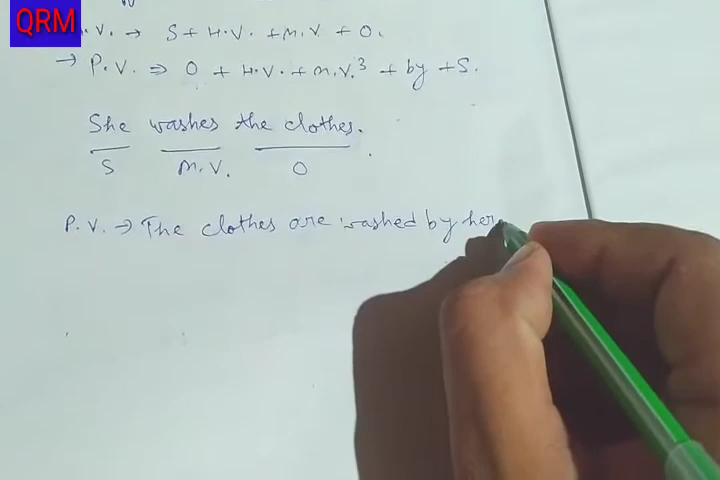 QRM
.V. → S + H.V. + M.V + O.
→ P.V. ⇒ O + H.V. + M.V.³ + by + S.
She washes the clothes.
S M.V. O
P.V. → The clothes are washed by her